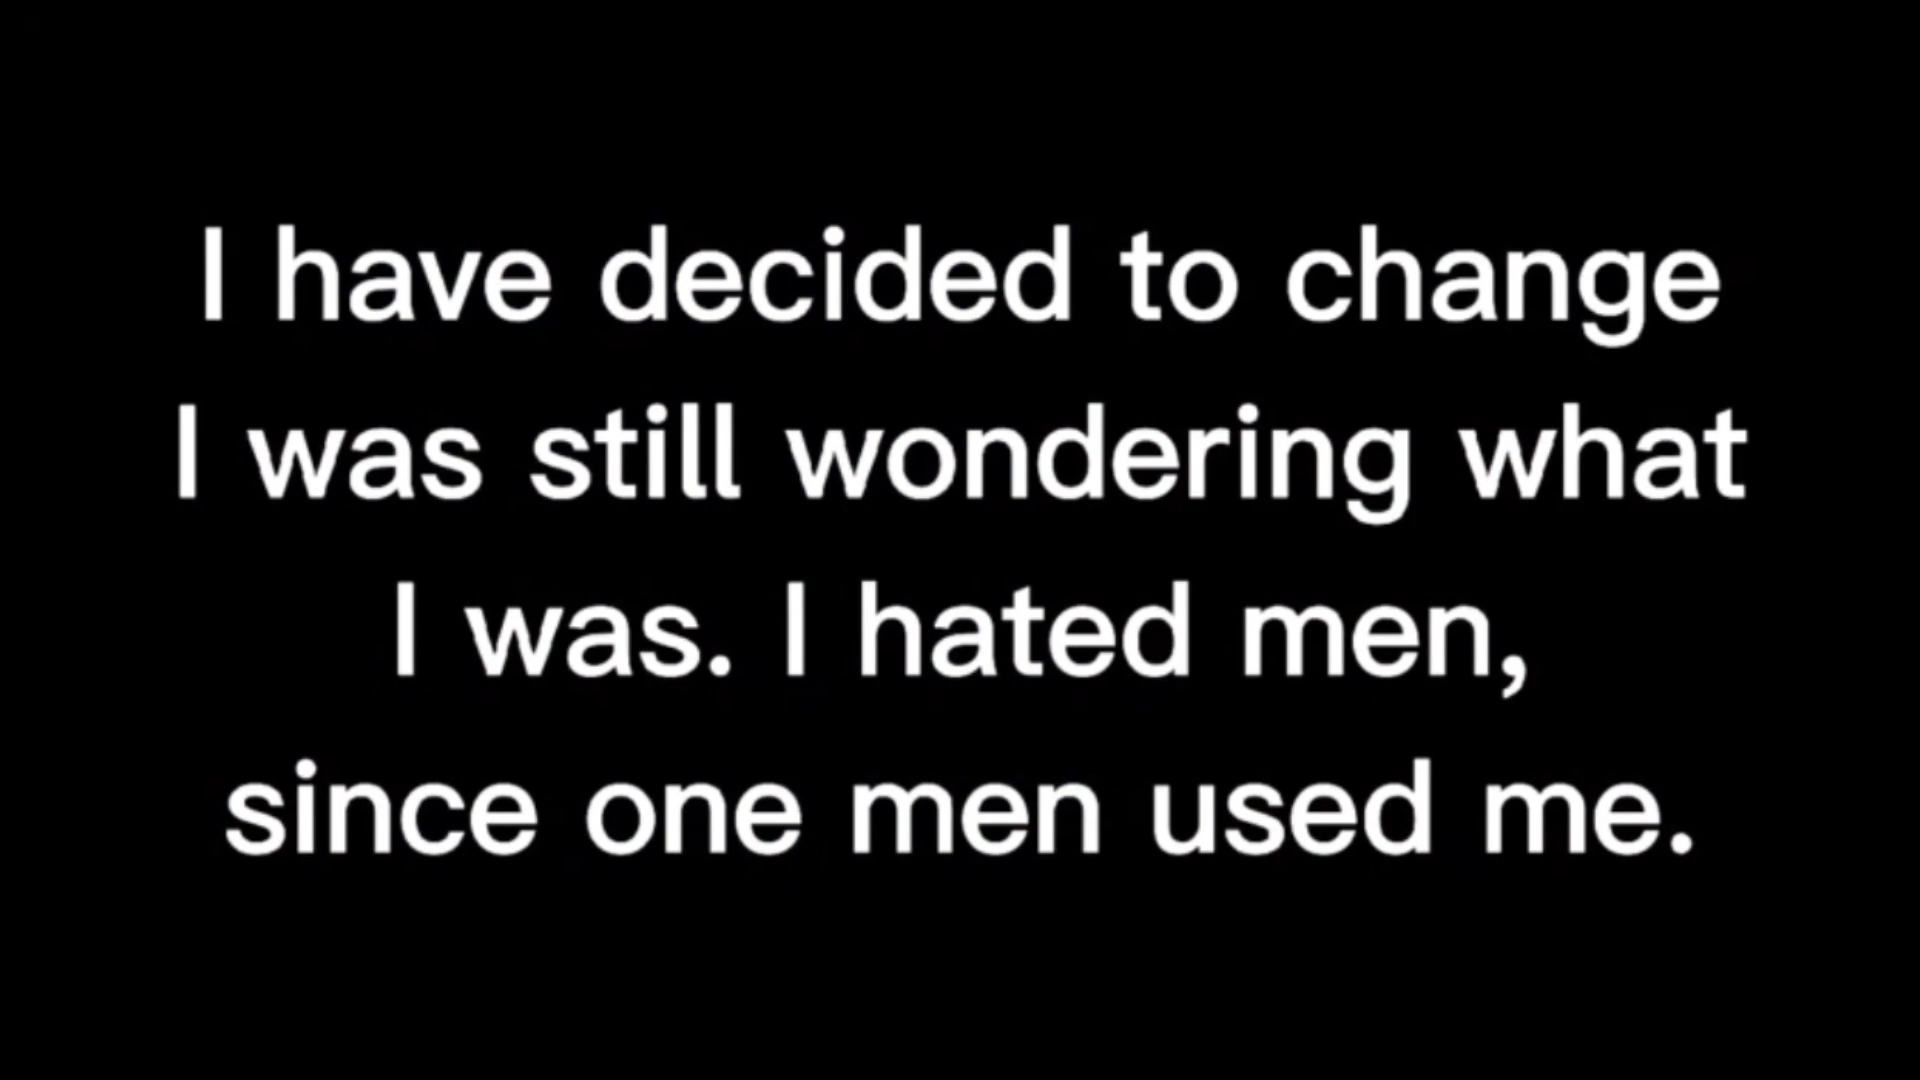 I have decided to change
I was still wondering what
I was. I hated men,
since one men used me.